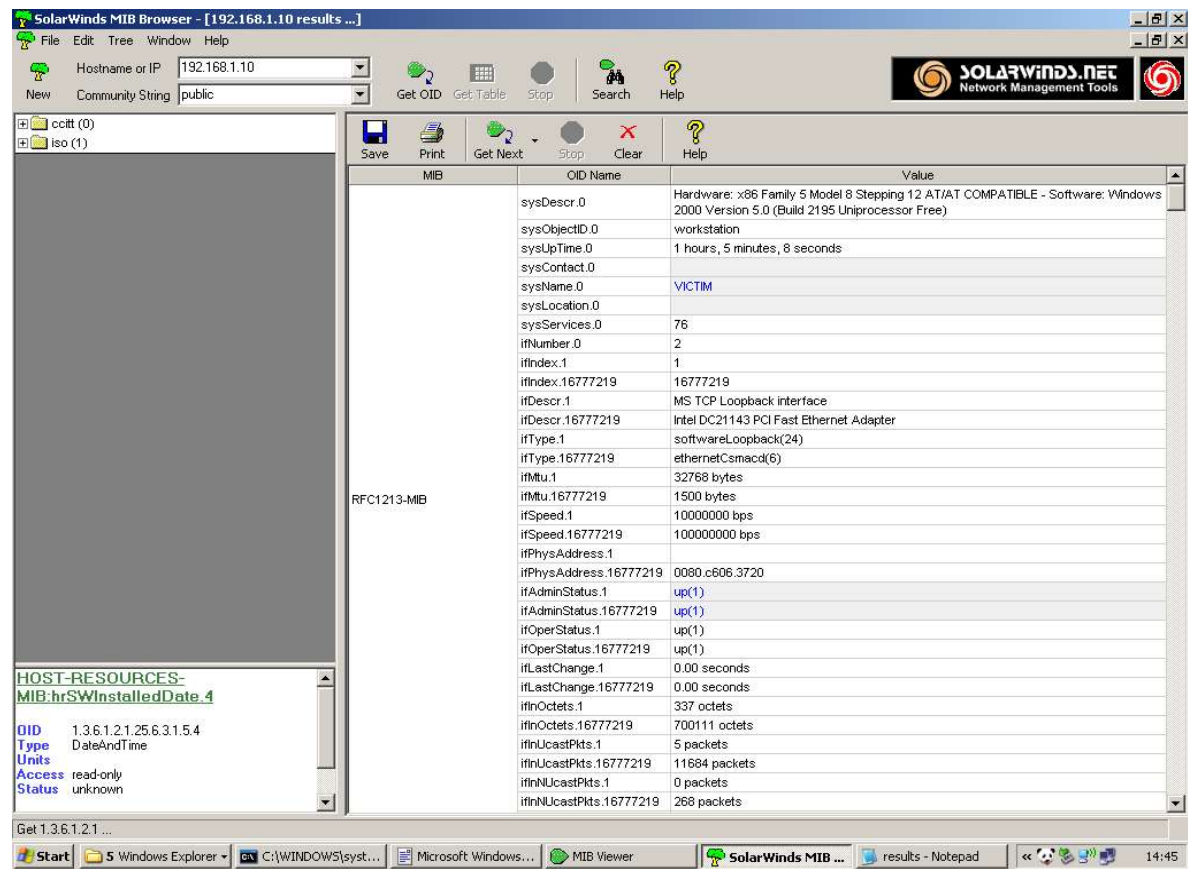 SolarWinds MIB Browser - [192.168.1.10 results ...]
File Edit Tree Window Help
Hostname or IP 192.168.1.10
New Community String public
Get OID Get Table Stop Search Help
SOLARWINDS.NET
Network Management Tools
ccitt (0)
iso (1)
Save Print Get Next Stop Clear Help
MIB OID Name Value
sysDescr.0 Hardware: x86 Family 5 Model 8 Stepping 12 AT/AT COMPATIBLE - Software: Windows
2000 Version 5.0 (Build 2195 Uniprocessor Free)
sysObjectID.0 workstation
sysUpTime.0 1 hours, 5 minutes, 8 seconds
sysContact.0
sysName.0 VICTIM
sysLocation.0
sysServices.0 76
ifNumber.0 2
ifIndex.1 1
ifIndex.16777219 16777219
ifDescr.1 MS TCP Loopback interface
ifDescr.16777219 Intel DC21143 PCI Fast Ethernet Adapter
ifType.1 softwareLoopback(24)
ifType.16777219 ethernetCsmacd(6)
ifMtu.1 32768 bytes
RFC1213-MIB ifMtu.16777219 1500 bytes
ifSpeed.1 10000000 bps
ifSpeed.16777219 100000000 bps
ifPhysAddress.1
ifPhysAddress.16777219 0080.c606.3720
ifAdminStatus.1 up(1)
ifAdminStatus.16777219 up(1)
ifOperStatus.1 up(1)
ifOperStatus.16777219 up(1)
ifLastChange.1 0.00 seconds
ifLastChange.16777219 0.00 seconds
ifInOctets.1 337 octets
ifInOctets.16777219 700111 octets
ifInUcastPkts.1 5 packets
ifInUcastPkts.16777219 11684 packets
ifInNUcastPkts.1 0 packets
ifInNUcastPkts.16777219 268 packets
HOST-RESOURCES-
MIB:hrSWInstalledDate.4
OID 1.3.6.1.2.1.25.6.3.1.5.4
Type DateAndTime
Units
Access read-only
Status unknown
Get 1.3.6.1.2.1 ...
Start 5 Windows Explorer C:\WINDOWS\syst... Microsoft Windows... MIB Viewer SolarWinds MIB ... results - Notepad « 14:45